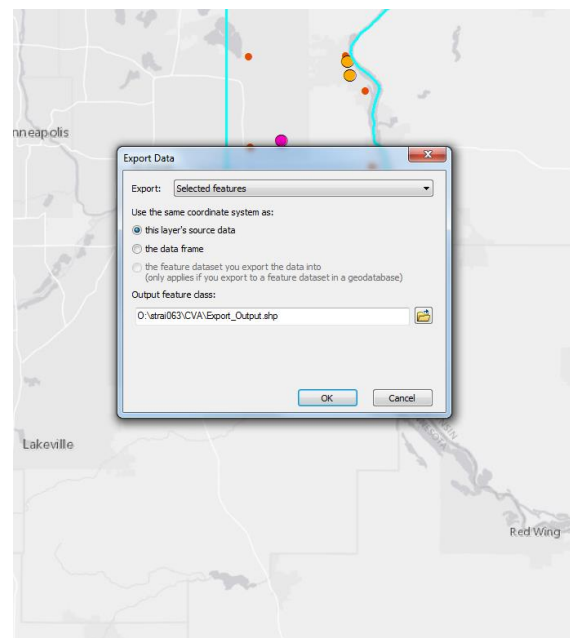 nneapolis
Export Data
Export: Selected features
Use the same coordinate system as:
this layer's source data
the data frame
the feature dataset you export the data into
(only applies if you export to a feature dataset in a geodatabase)
Output feature class:
O:\strai063\CVA\Export_Output.shp
OK Cancel
Lakeville
Red Wing